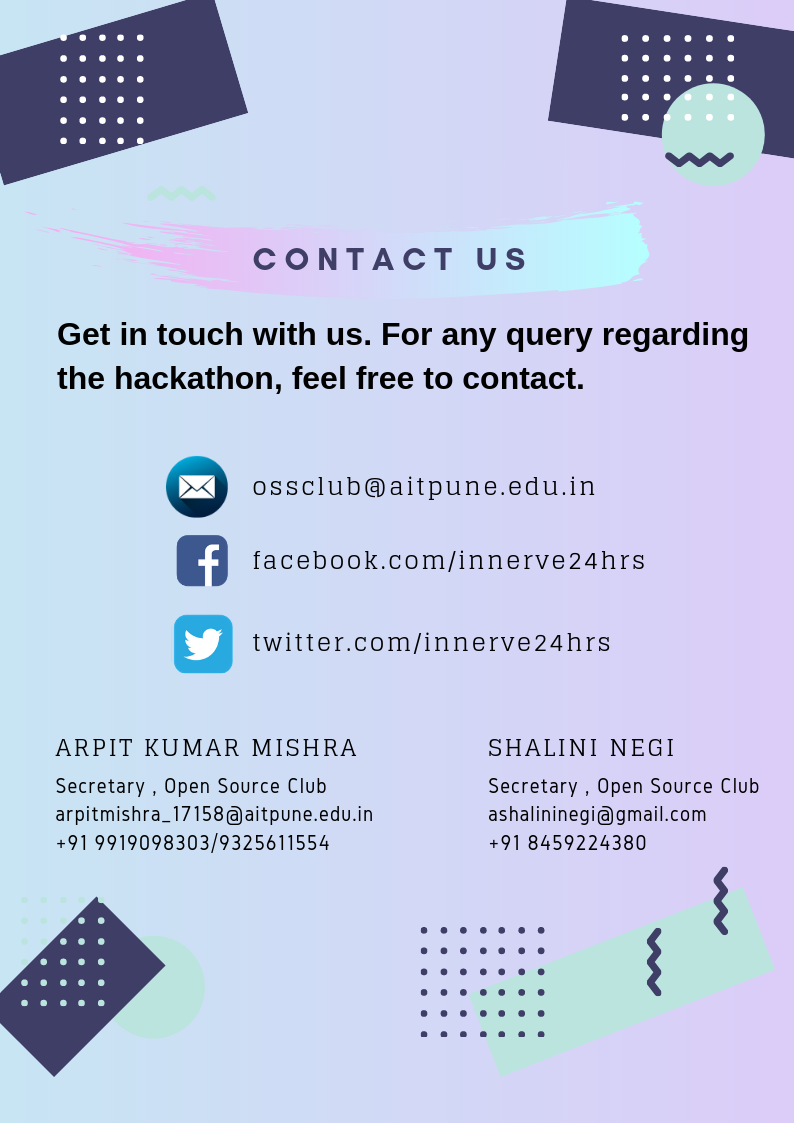 CONTACT US
Get in touch with us. For any query regarding
the hackathon, feel free to contact.
ossclub@aitpune.edu.in
facebook.com/innerve24hrs
twitter.com/innerve24hrs
ARPIT KUMAR MISHRA
Secretary , Open Source Club
arpitmishra_17158@aitpune.edu.in
+91 9919098303/9325611554
SHALINI NEGI
Secretary , Open Source Club
ashalininegi@gmail.com
+91 8459224380